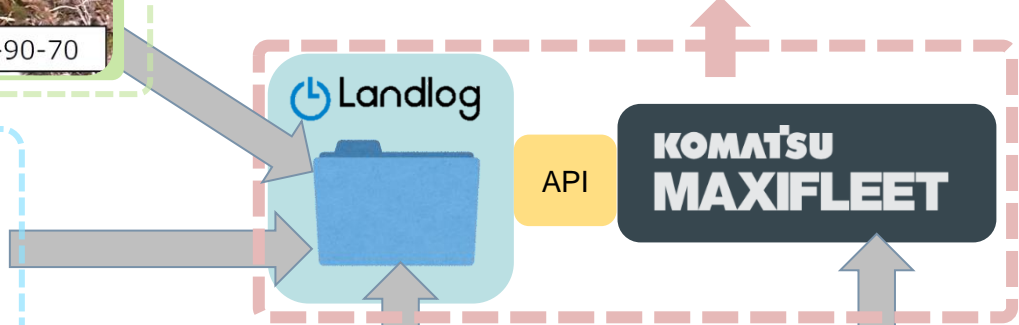 -90-70
Landlog
API
KOMATSU
MAXIFLEET